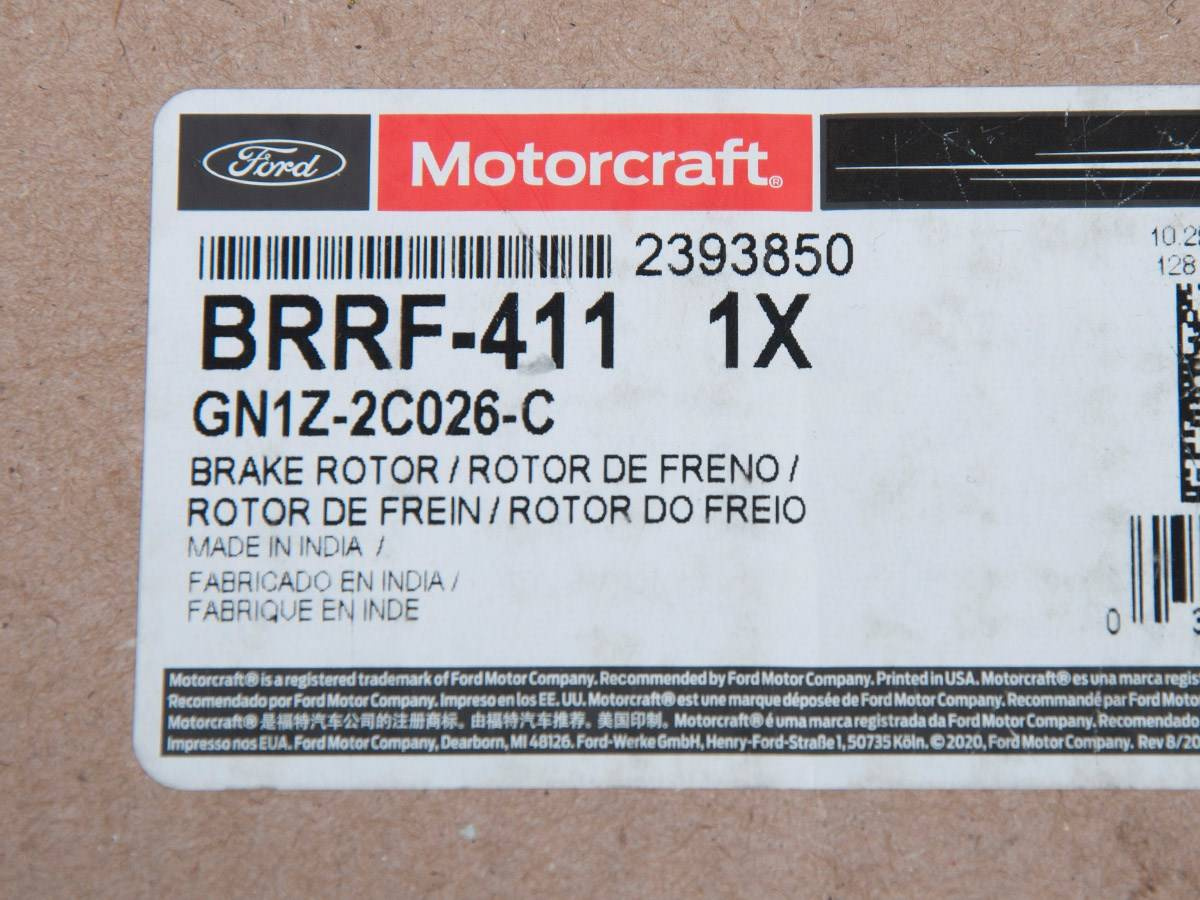 Ford Motorcraft®
2393850
10.2
128
BRRF-411 1X
GN1Z-2C026-C
BRAKE ROTOR / ROTOR DE FRENO /
ROTOR DE FREIN / ROTOR DO FREIO
MADE IN INDIA /
FABRICADO EN INDIA /
FABRIQUE EN INDE
0
Motorcraft® is a registered trademark of Ford Motor Company. Recommended by Ford Motor Company. Printed in USA. Motorcraft® es una marca regis
Recomendado por Ford Motor Company. Impreso en los EE. UU. Motorcraft® est une marque déposée de Ford Motor Company. Recommandé par Ford Moto
Motorcraft® 是福特汽车公司的注册商标。由福特汽车推荐。美国印制。Motorcraft® é uma marca registrada da Ford Motor Company. Recomendado
Impresso nos EUA. Ford Motor Company, Dearborn, MI 48126. Ford-Werke GmbH, Henry-Ford-Straße 1, 50735 Köln. © 2020, Ford Motor Company. Rev 8/20